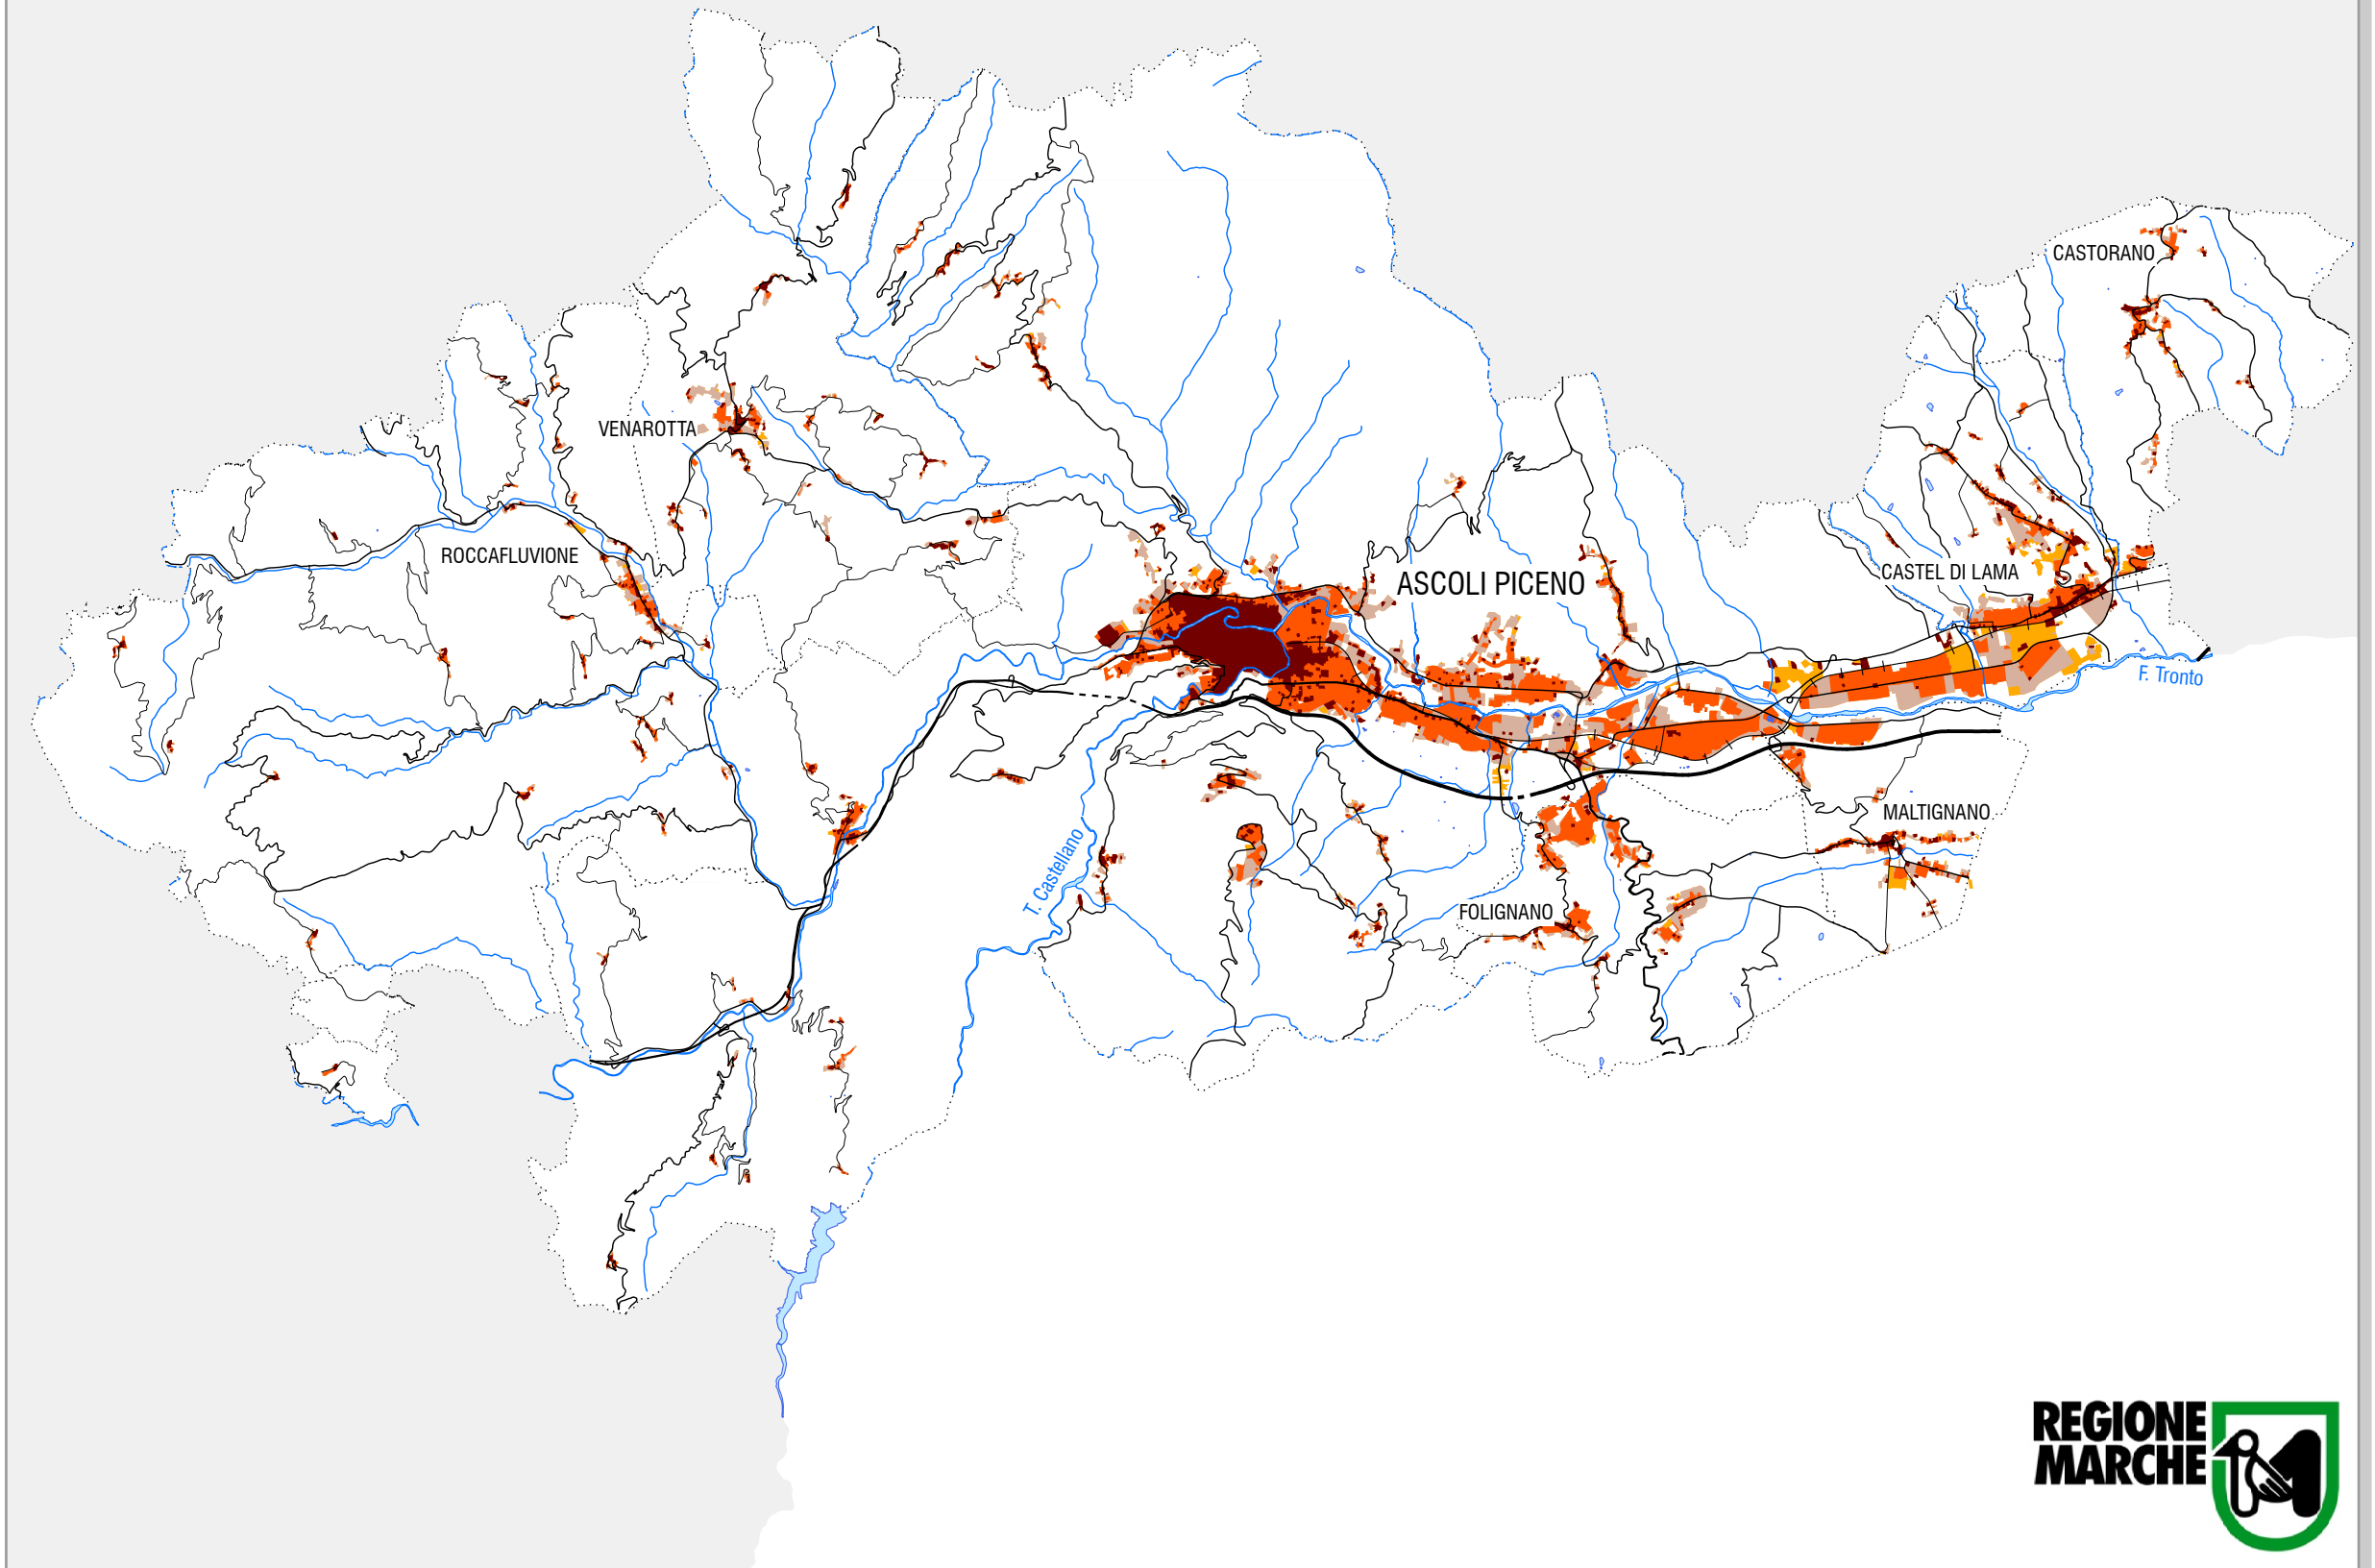 CASTORANO
VENAROTTA
ROCCAFLUVIONE
ASCOLI PICENO
CASTEL DI LAMA
F. Tronto
MALTIGNANO
T. Castellano
FOLIGNANO
REGIONE
MARCHE